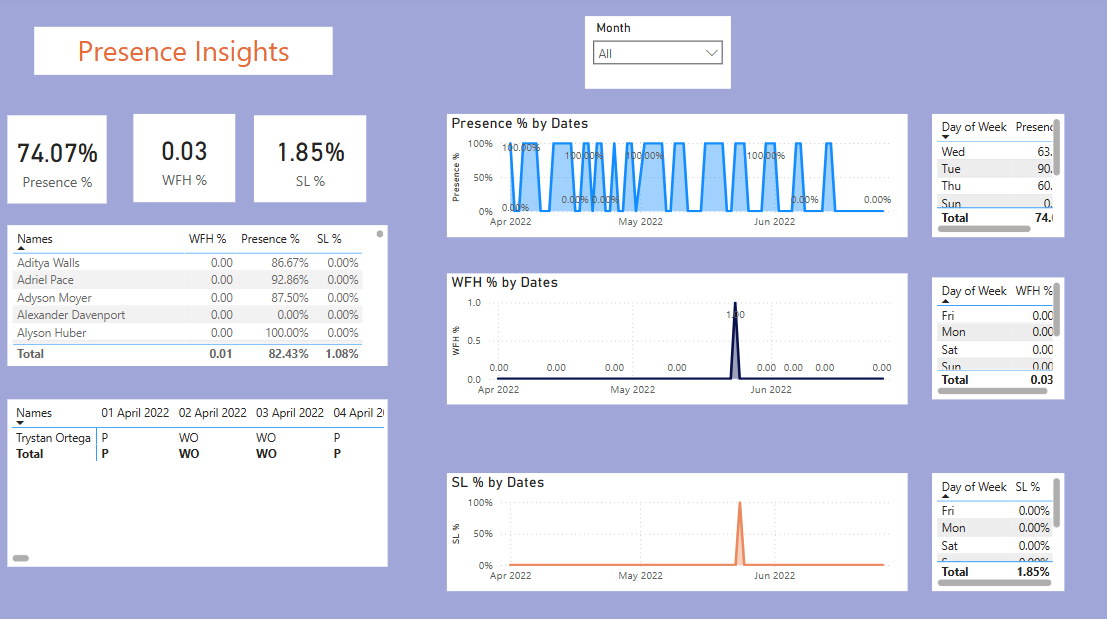 Presence Insights
Month
All
74.07%
Presence %
0.03
WFH %
1.85%
SL %
Names WFH % Presence % SL %
Aditya Walls 0.00 86.67% 0.00%
Adriel Pace 0.00 92.86% 0.00%
Adyson Moyer 0.00 87.50% 0.00%
Alexander Davenport 0.00 0.00% 0.00%
Alyson Huber 0.00 100.00% 0.00%
Total 0.01 82.43% 1.08%
Names 01 April 2022 02 April 2022 03 April 2022 04 April 2
Trystan Ortega P WO WO P
Total P WO WO P
Presence % by Dates
Presence %
100%
50%
0%
100.00% 100.00% 100.00% 100.00%
0.00% 0.00% 0.00% 0.00% 0.00%
Apr 2022 May 2022 Jun 2022
Day of Week Presenc
Wed 63.
Tue 90.
Thu 60.
Sun 0.
Total 74.
WFH % by Dates
WFH %
1.0
0.5
0.0
1.00
0.00 0.00 0.00 0.00 0.00 0.00 0.00 0.00
Apr 2022 May 2022 Jun 2022
Day of Week WFH %
Fri 0.00
Mon 0.00
Sat 0.00
Sun 0.00
Total 0.03
SL % by Dates
SL %
100%
50%
0%
Apr 2022 May 2022 Jun 2022
Day of Week SL %
Fri 0.00%
Mon 0.00%
Sat 0.00%
0.00%
Total 1.85%